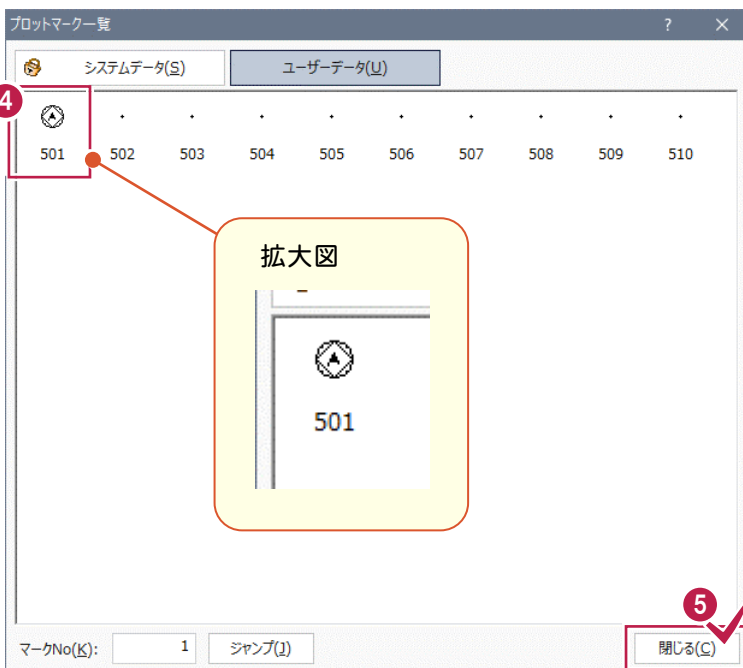 プロットマーク一覧 ? ×
システムデータ(S) ユーザーデータ(U)
4
501 502 503 504 505 506 507 508 509 510
拡大図
501
5
マークNo(K): 1 ジャンプ(J) 閉じる(C)